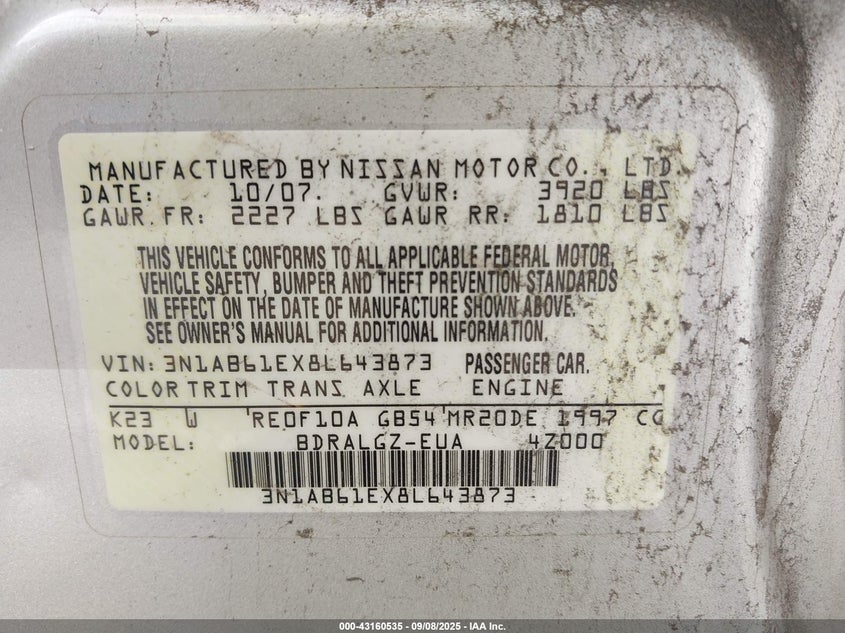 MANUFACTURED BY NISSAN MOTOR CO., LTD.
DATE: 10/07. GVWR: 3920 LBS
GAWR FR: 2227 LBS GAWR RR: 1810 LBS
THIS VEHICLE CONFORMS TO ALL APPLICABLE FEDERAL MOTOR,
VEHICLE SAFETY, BUMPER AND THEFT PREVENTION STANDARDS
IN EFFECT ON THE DATE OF MANUFACTURE SHOWN ABOVE.
SEE OWNER'S MANUAL FOR ADDITIONAL INFORMATION.
VIN: 3N1AB61EX8L643873 PASSENGER CAR.
COLOR TRIM TRANS AXLE ENGINE
K23 W RE0F10A GB54 MR20DE 1997 CC
MODEL: BDRALGZ-EUA 4Z000
3N1AB61EX8L643873
000-43160535 - 09/08/2025 - IAA Inc.